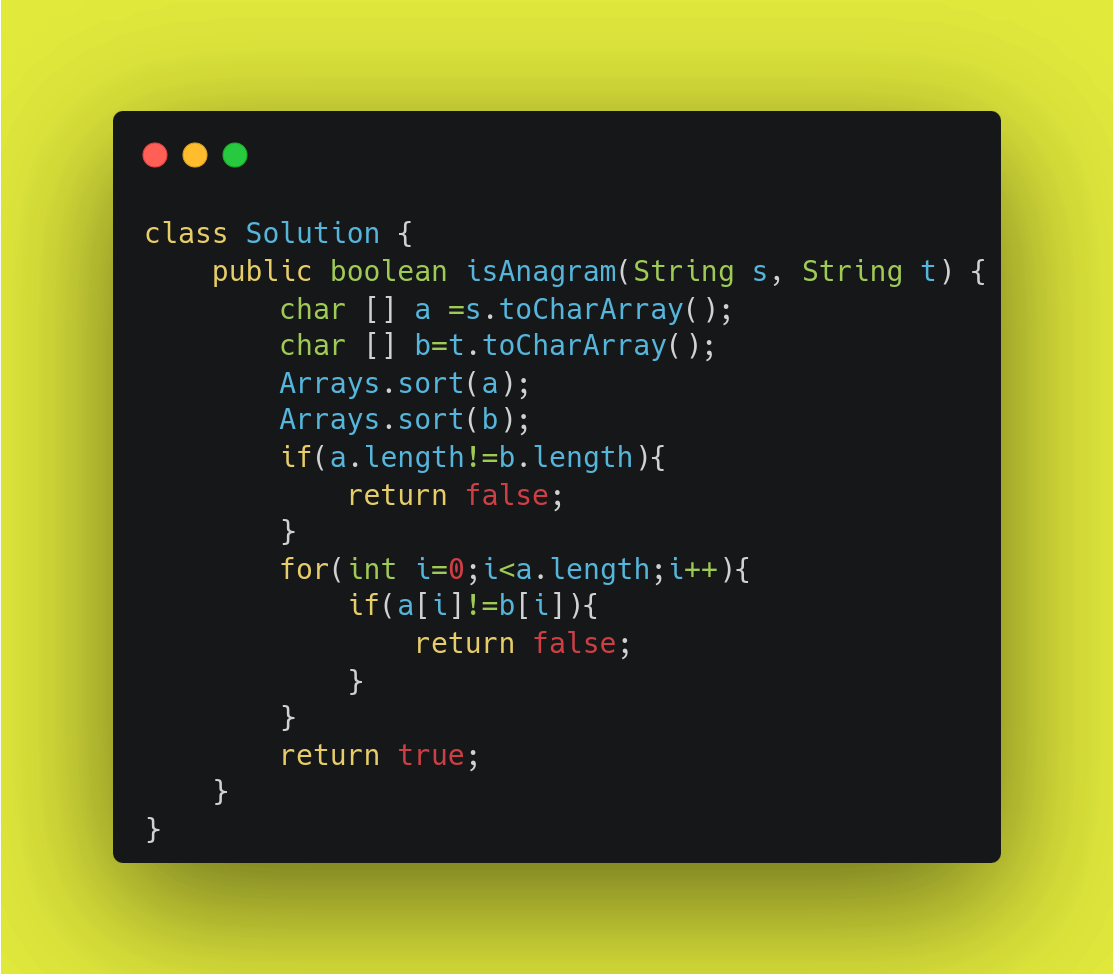 class Solution {
    public boolean isAnagram(String s, String t) {
        char [] a =s.toCharArray();
        char [] b=t.toCharArray();
        Arrays.sort(a);
        Arrays.sort(b);
        if(a.length!=b.length){
            return false;
        }
        for(int i=0;i<a.length;i++){
            if(a[i]!=b[i]){
                return false;
            }
        }
        return true;
    }
}